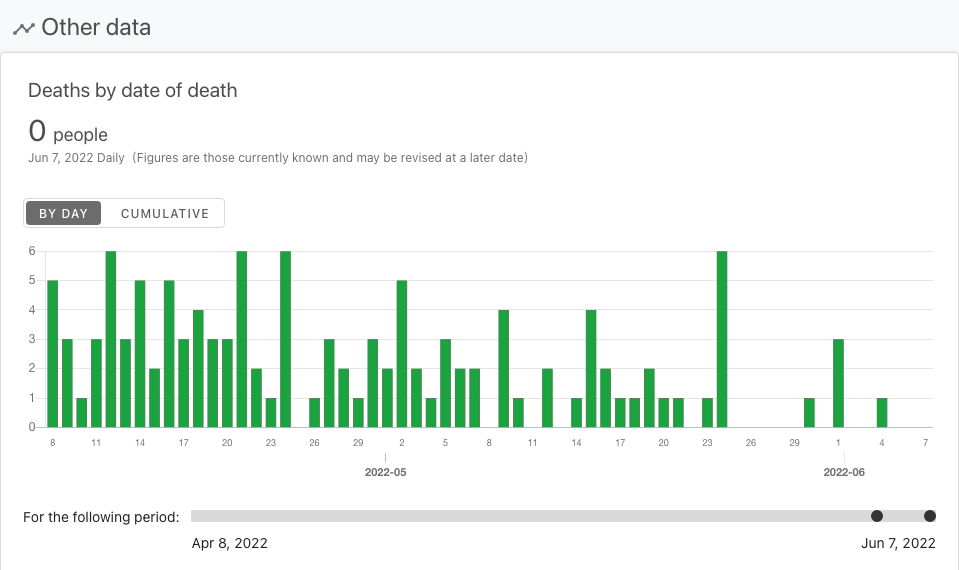 Other data
Deaths by date of death
0 people
Jun 7, 2022 Daily (Figures are those currently known and may be revised at a later date)
BY DAY CUMULATIVE
6
5
4
3
2
1
0
8 11 14 17 20 23 26 29 2 5 8 11 14 17 20 23 26 29 1 4 7
2022-05 2022-06
For the following period:
Apr 8, 2022 Jun 7, 2022